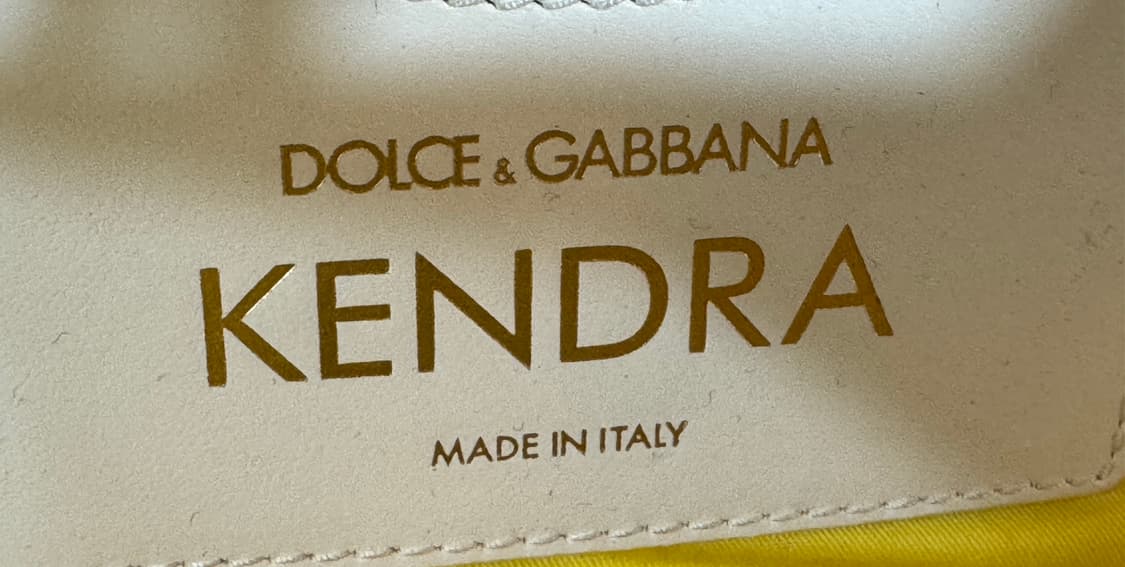 DOLCE & GABBANA
KENDRA
MADE IN ITALY